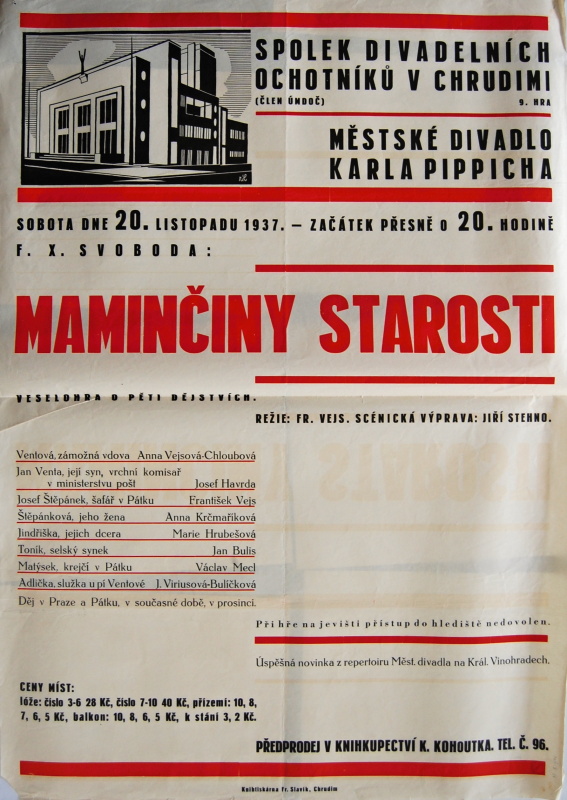 SPOLEK DIVADELNÍCH
OCHOTNÍKŮ V CHRUDIMI
(ČLEN ÚMDOČ) 9. HRA
MĚSTSKÉ DIVADLO
KARLA PIPPICHA
SOBOTA DNE 20. LISTOPADU 1937. – ZAČÁTEK PŘESNĚ O 20. HODINĚ
F. X. SVOBODA:
MAMINČINY STAROSTI
VESELOHRA O PĚTI DĚJSTVÍCH.
REŽIE: FR. VEJS. SCÉNICKÁ VÝPRAVA: JIŘÍ STEHNO.
Ventová, zámožná vdova Anna Vejsová-Chloubová
Jan Venta, její syn, vrchní komisař
v ministerstvu pošt Josef Havrda
Josef Štěpánek, šafář v Pátku František Vejs
Štěpánková, jeho žena Anna Krčmaříková
Jindřiška, jejich dcera Marie Hrubešová
Toník, selský synek Jan Bulis
Matýsek, krejčí v Pátku Václav Mecl
Adlička, služka u pí Ventové J. Viriusová-Bulíčková
Děj v Praze a Pátku, v současné době, v prosinci.
Při hře na jevišti přístup do hlediště nedovolen.
Úspěšná novinka z repertoiru Měst. divadla na Král. Vinohradech.
CENY MÍST:
lóže: číslo 3-6 28 Kč, číslo 7-10 40 Kč, přízemí: 10, 8,
7, 6, 5 Kč, balkon: 10, 8, 6, 5 Kč, k stání 3, 2 Kč.
PŘEDPRODEJ V KNIHKUPECTVÍ K. KOHOUTKA. TEL. Č. 96.
Knihtiskárna Fr. Slavík, Chrudim